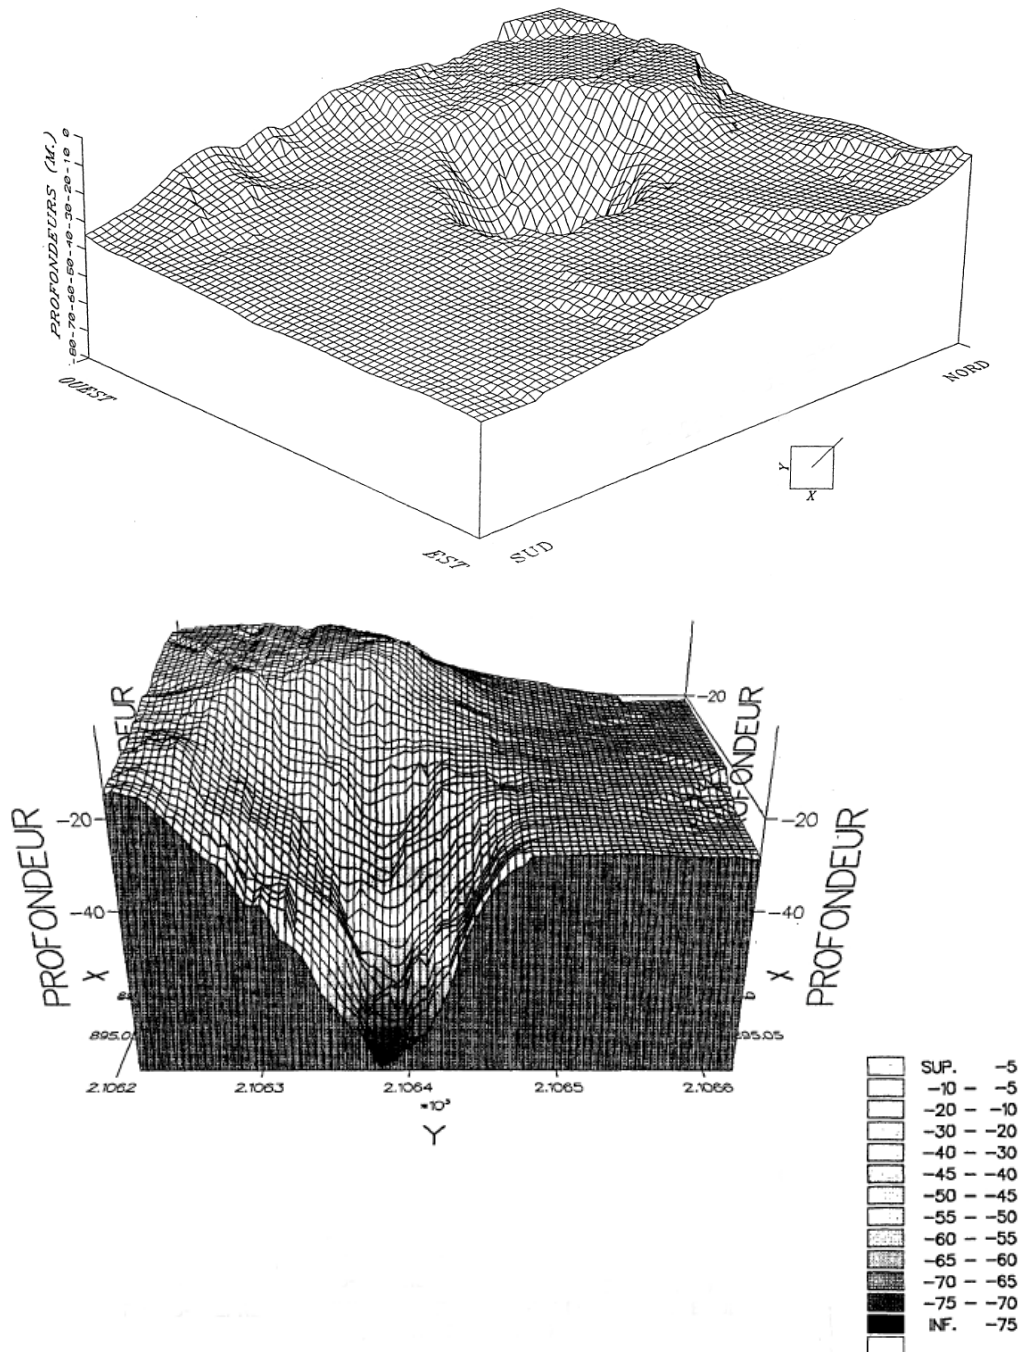 PROFONDEURS (M.)
-80-70-60-50-40-30-20-10 0
OUEST
NORD
EST
SUD
Y
X
-20
PROFONDEUR
-20
-20
-40
-40
PROFONDEUR
X
X
PROFONDEUR
2.1062
2.1063
2.1064
2.1065
2.1066
*10³
Y
SUP. -5
-10 - -5
-20 - -10
-30 - -20
-40 - -30
-45 - -40
-50 - -45
-55 - -50
-60 - -55
-65 - -60
-70 - -65
-75 - -70
INF. -75